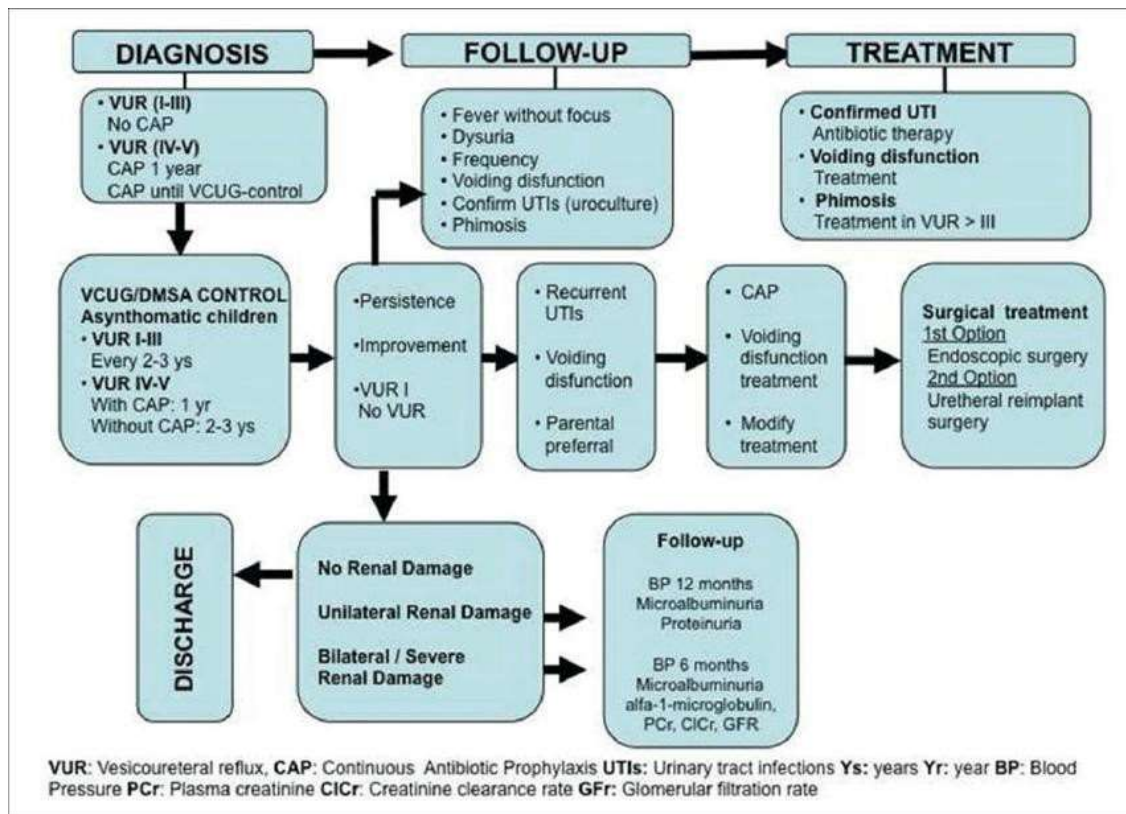 DIAGNOSIS
FOLLOW-UP
TREATMENT
• VUR (I-III)
No CAP
• VUR (IV-V)
CAP 1 year
CAP until VCUG-control
• Fever without focus
• Dysuria
• Frequency
• Voiding disfunction
• Confirm UTIs (uroculture)
• Phimosis
• Confirmed UTI
Antibiotic therapy
• Voiding disfunction
Treatment
• Phimosis
Treatment in VUR > III
VCUG/DMSA CONTROL
Asynthomatic children
• VUR I-III
Every 2-3 ys
• VUR IV-V
With CAP: 1 yr
Without CAP: 2-3 ys
•Persistence
•Improvement
•VUR I
No VUR
• Recurrent
UTIs
• Voiding
disfunction
• Parental
preferral
• CAP
• Voiding
disfunction
treatment
• Modify
treatment
Surgical treatment
1st Option
Endoscopic surgery
2nd Option
Uretheral reimplant
surgery
DISCHARGE
No Renal Damage
Unilateral Renal Damage
Bilateral / Severe
Renal Damage
Follow-up
BP 12 months
Microalbuminuria
Proteinuria
BP 6 months
Microalbuminuria
alfa-1-microglobulin,
PCr, ClCr, GFR
VUR: Vesicoureteral reflux, CAP: Continuous Antibiotic Prophylaxis UTIs: Urinary tract infections Ys: years Yr: year BP: Blood
Pressure PCr: Plasma creatinine ClCr: Creatinine clearance rate GFr: Glomerular filtration rate